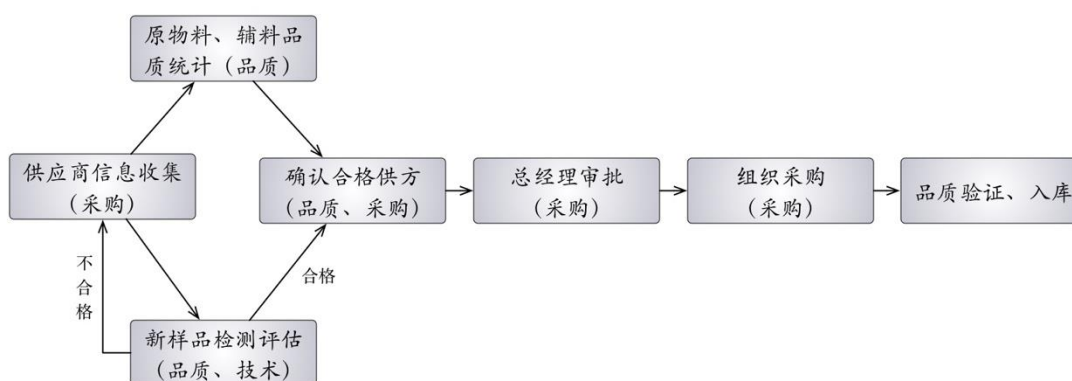 原物料、辅料品
质统计（品质）
供应商信息收集
（采购）
确认合格供方
（品质、采购）
总经理审批
（采购）
组织采购
（采购）
品质验证、入库
不
合
格
合格
新样品检测评估
（品质、技术）